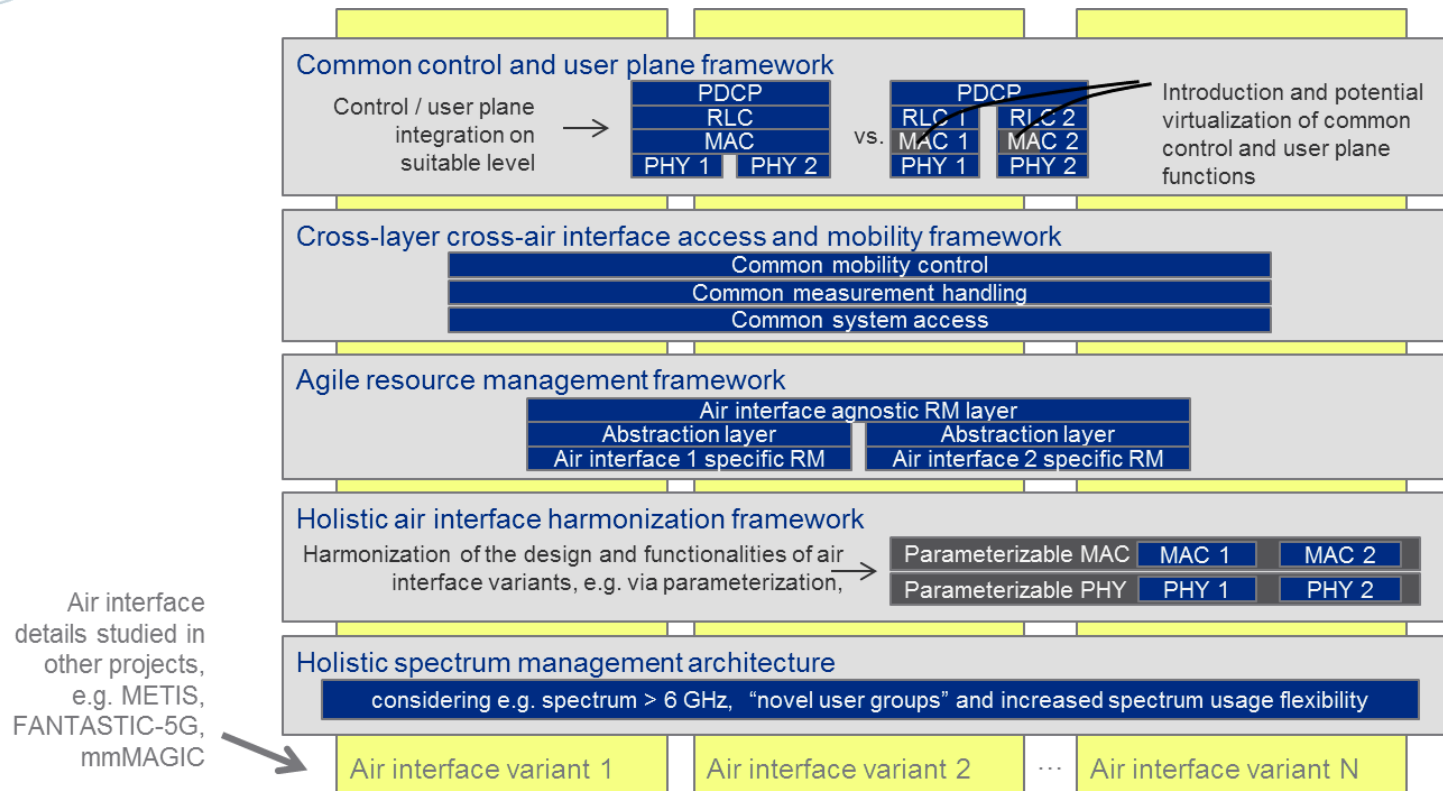 Common control and user plane framework
Control / user plane
integration on
suitable level
PDCP
RLC
MAC
PHY 1 PHY 2
vs.
PDCP
RLC 1 RLC 2
MAC 1 MAC 2
PHY 1 PHY 2
Introduction and potential
virtualization of common
control and user plane
functions
Cross-layer cross-air interface access and mobility framework
Common mobility control
Common measurement handling
Common system access
Agile resource management framework
Air interface agnostic RM layer
Abstraction layer Abstraction layer
Air interface 1 specific RM Air interface 2 specific RM
Holistic air interface harmonization framework
Harmonization of the design and functionalities of air
interface variants, e.g. via parameterization,
Parameterizable MAC MAC 1 MAC 2
Parameterizable PHY PHY 1 PHY 2
Holistic spectrum management architecture
considering e.g. spectrum > 6 GHz, “novel user groups” and increased spectrum usage flexibility
Air interface
details studied in
other projects,
e.g. METIS,
FANTASTIC-5G,
mmMAGIC
Air interface variant 1 Air interface variant 2 ... Air interface variant N